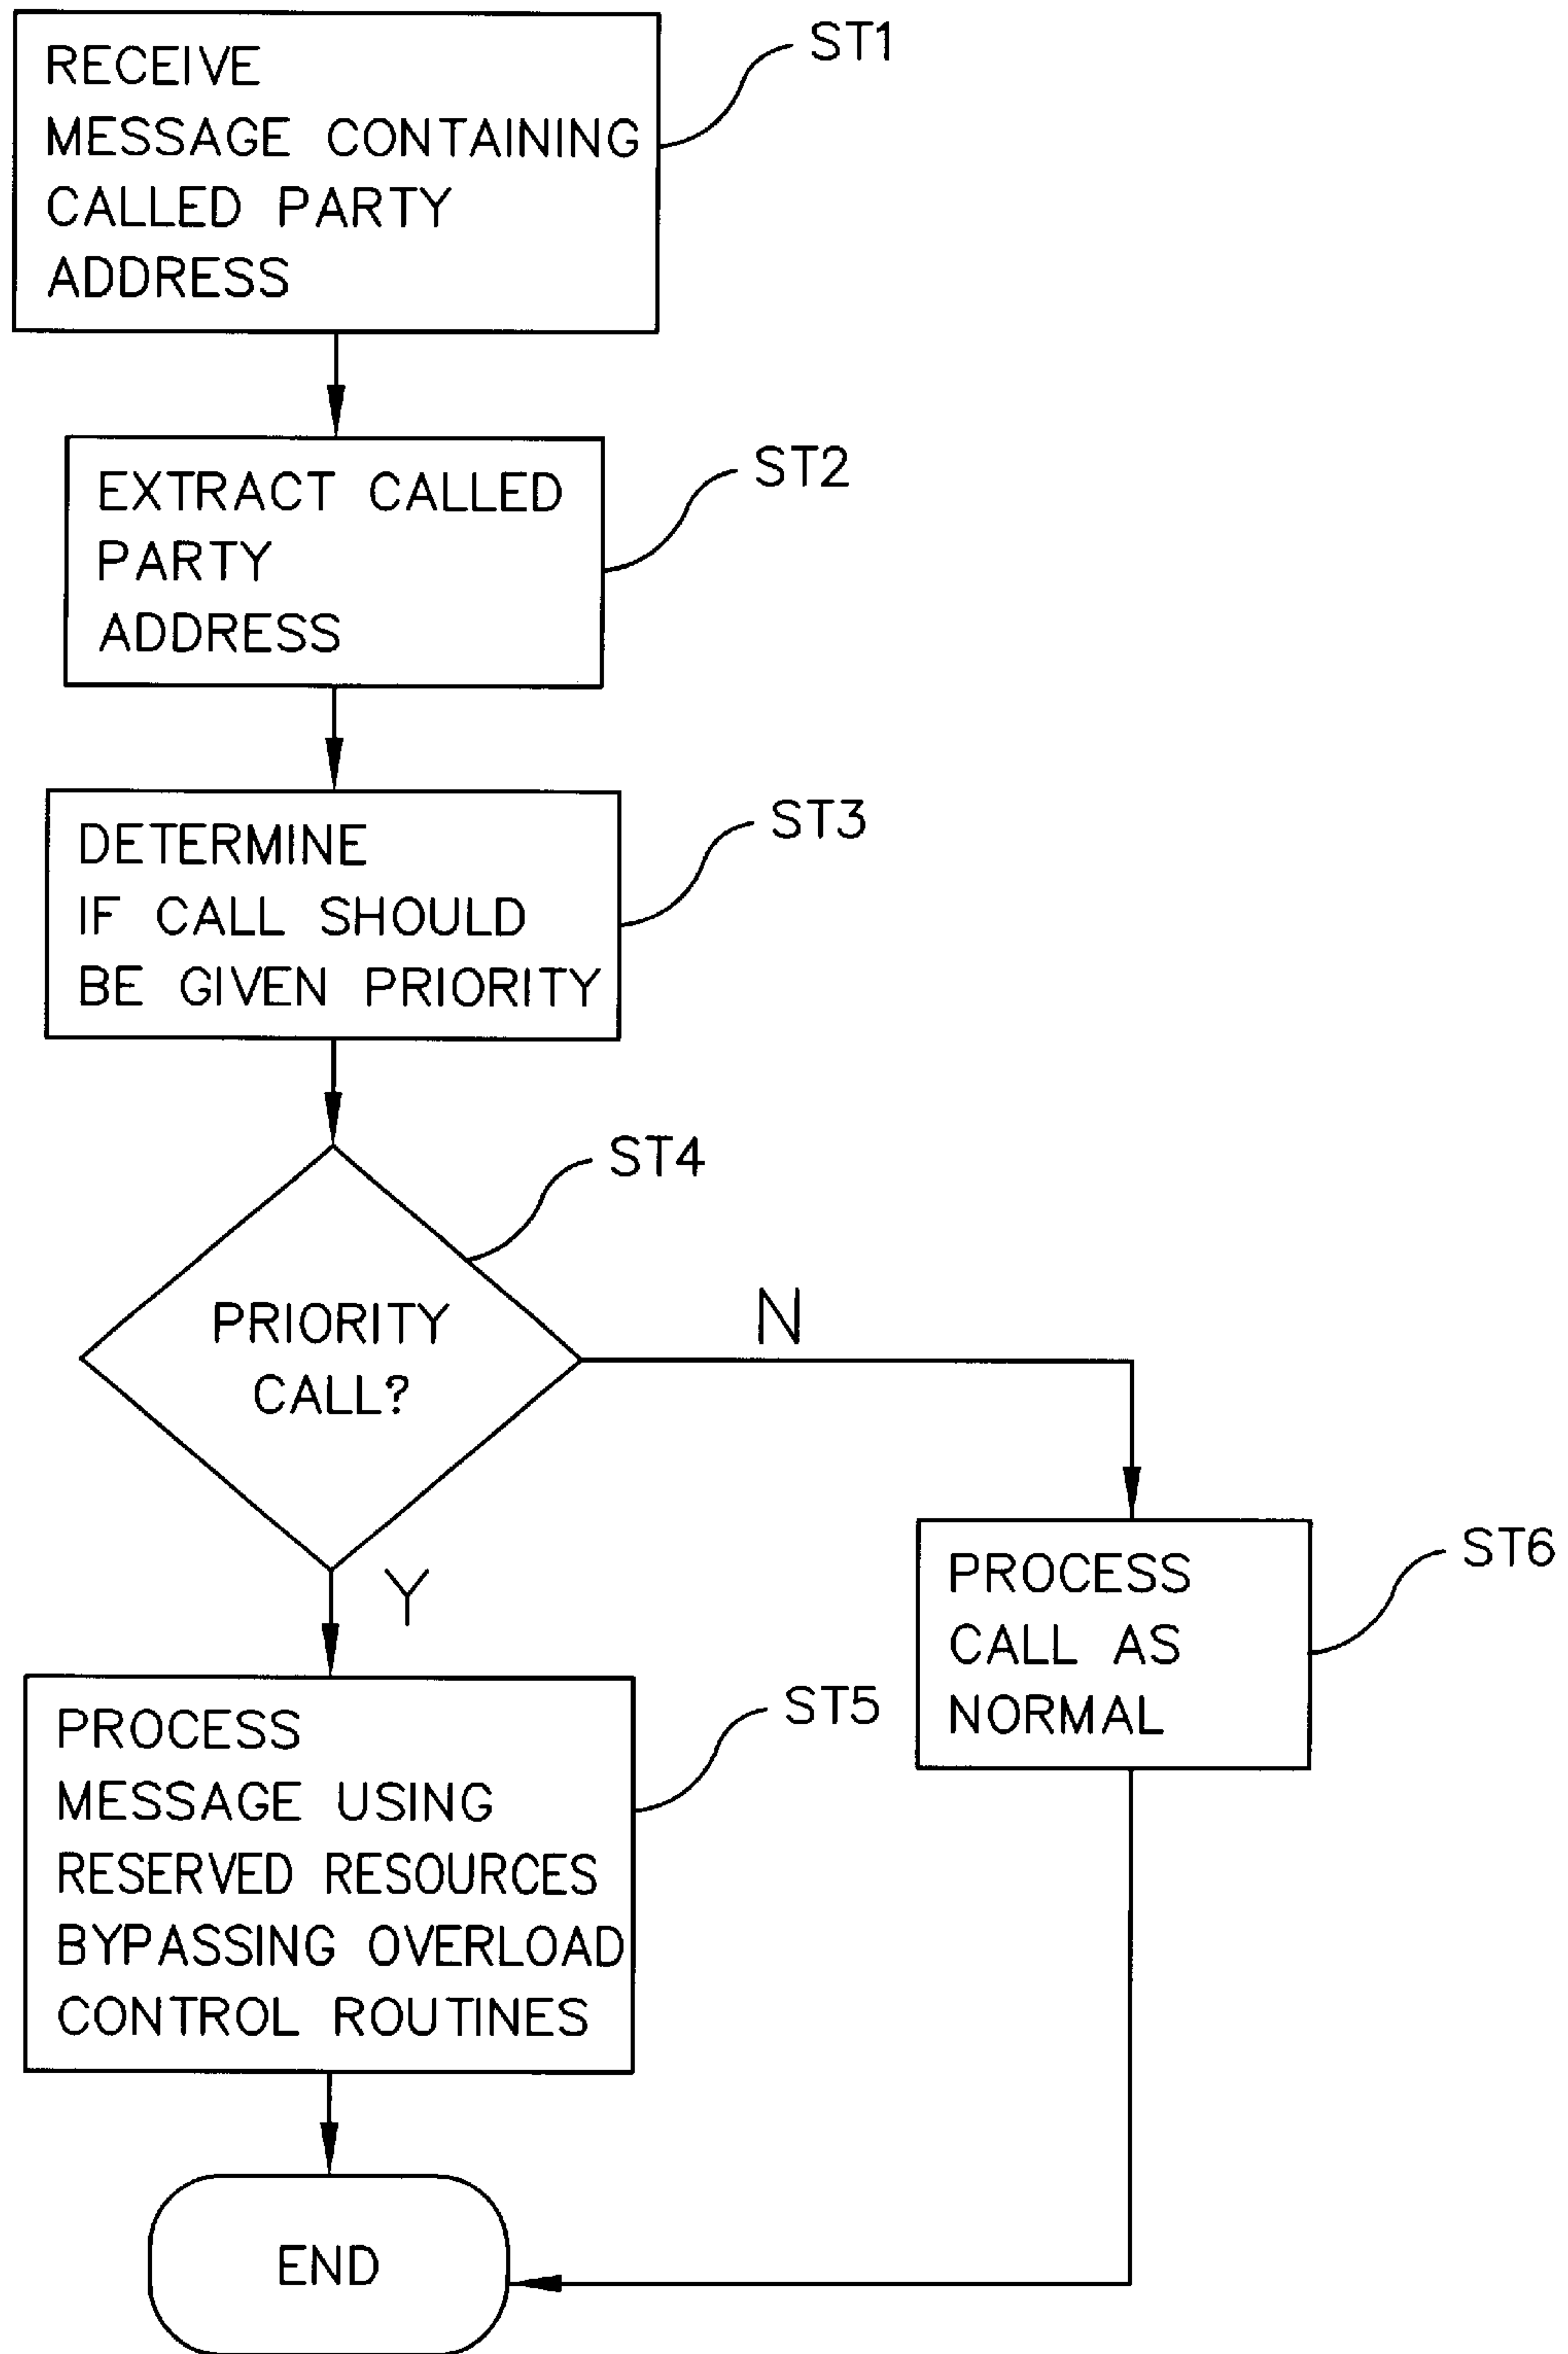 RECEIVE
MESSAGE CONTAINING
CALLED PARTY
ADDRESS
ST1
EXTRACT CALLED
PARTY
ADDRESS
ST2
DETERMINE
IF CALL SHOULD
BE GIVEN PRIORITY
ST3
PRIORITY
CALL?
ST4
N
Y
PROCESS
CALL AS
NORMAL
ST6
PROCESS
MESSAGE USING
RESERVED RESOURCES
BYPASSING OVERLOAD
CONTROL ROUTINES
ST5
END